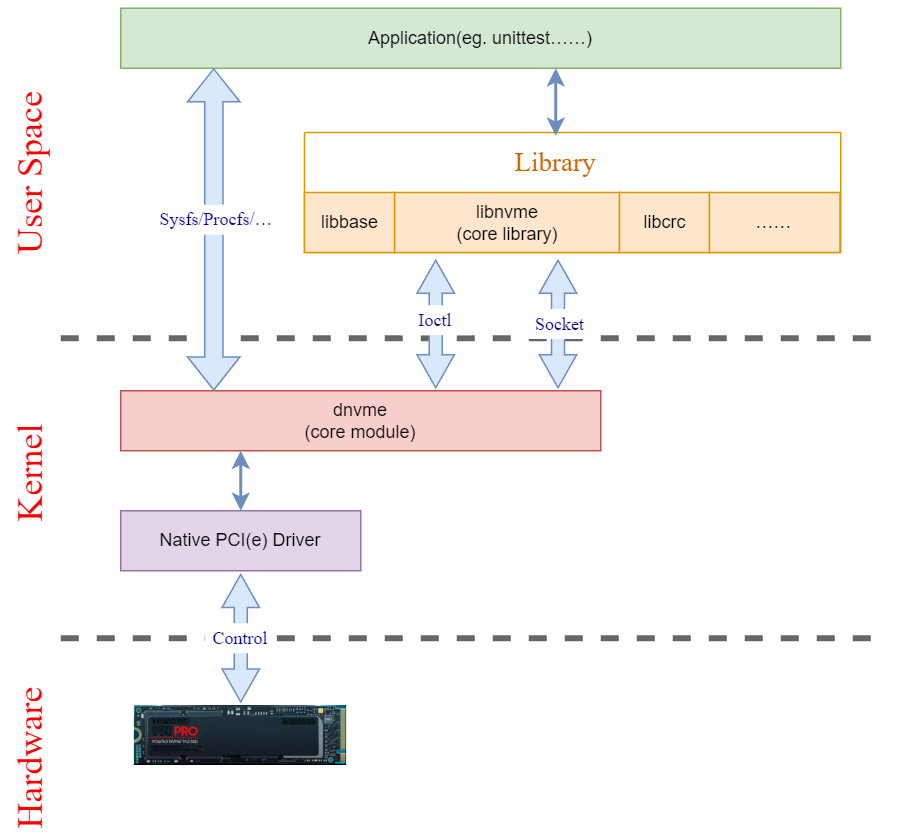 Application(eg. unittest……)
User Space
Library
libbase
libnvme
(core library)
libcrc
……
Sysfs/Procfs/…
Ioctl
Socket
Kernel
dnvme
(core module)
Native PCI(e) Driver
Control
Hardware
PRO